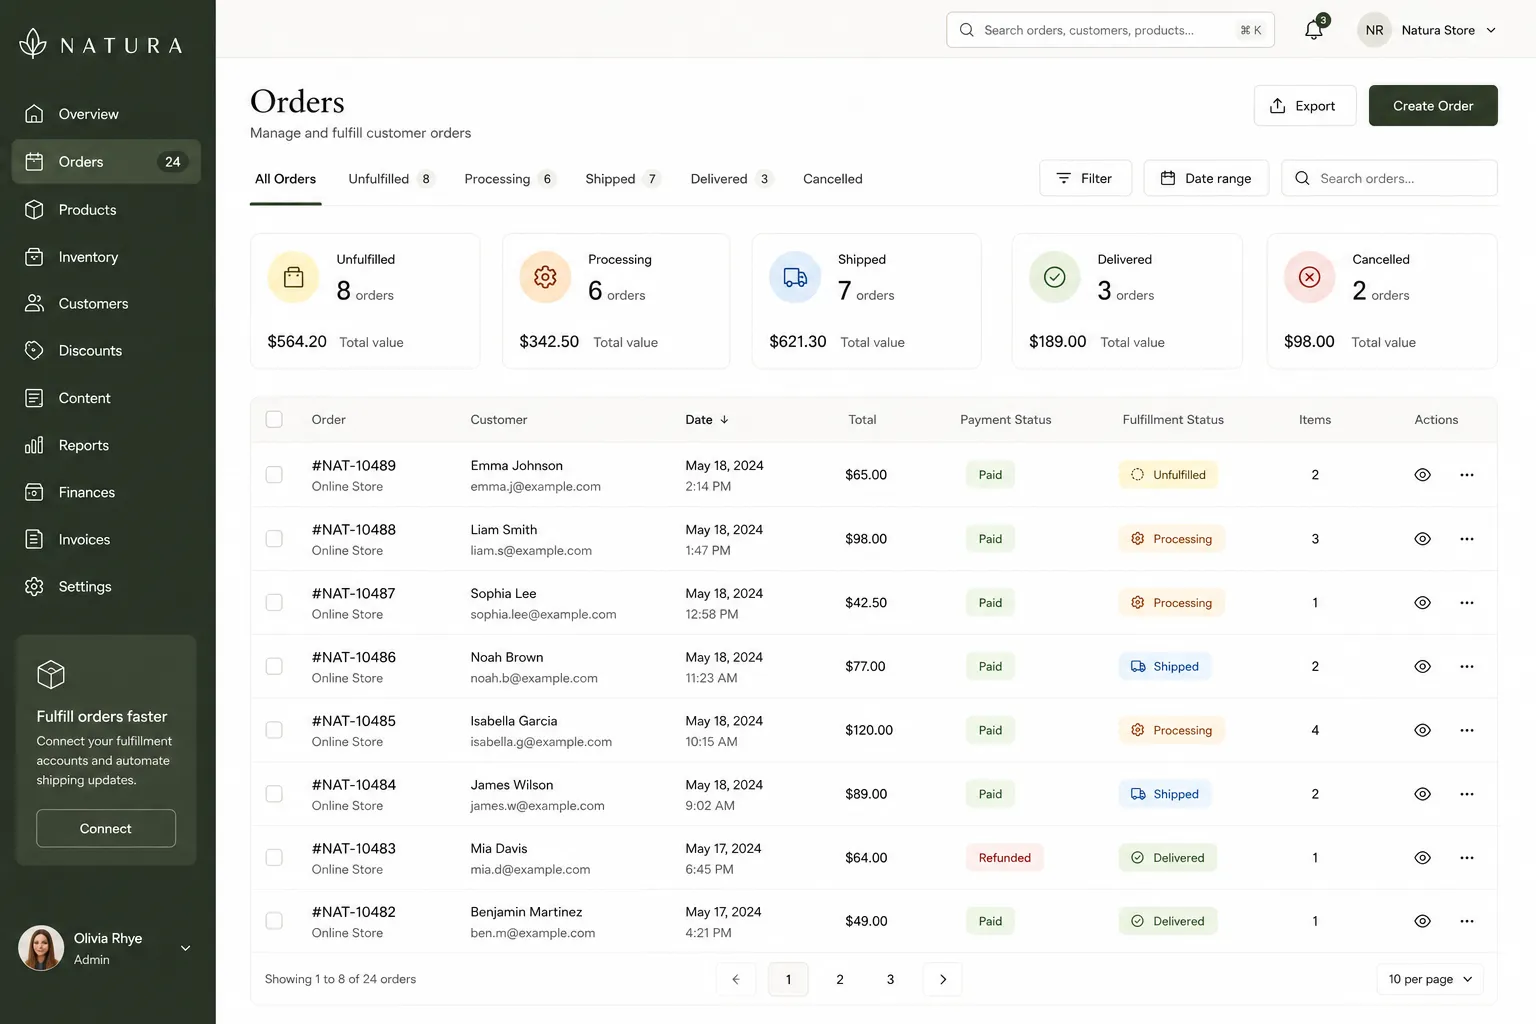 NATURA
Search orders, customers, products... ⌘ K
3
NR Natura Store
Overview
Orders 24
Products
Inventory
Customers
Discounts
Content
Reports
Finances
Invoices
Settings
Fulfill orders faster
Connect your fulfillment
accounts and automate
shipping updates.
Connect
Olivia Rhye
Admin
Orders
Manage and fulfill customer orders
Export
Create Order
All Orders Unfulfilled 8 Processing 6 Shipped 7 Delivered 3 Cancelled
Filter
Date range
Search orders...
Unfulfilled
8 orders
$564.20 Total value
Processing
6 orders
$342.50 Total value
Shipped
7 orders
$621.30 Total value
Delivered
3 orders
$189.00 Total value
Cancelled
2 orders
$98.00 Total value
Order Customer Date ↓ Total Payment Status Fulfillment Status Items Actions
#NAT-10489 Emma Johnson May 18, 2024 $65.00 Paid Unfulfilled 2
Online Store emma.j@example.com 2:14 PM
#NAT-10488 Liam Smith May 18, 2024 $98.00 Paid Processing 3
Online Store liam.s@example.com 1:47 PM
#NAT-10487 Sophia Lee May 18, 2024 $42.50 Paid Processing 1
Online Store sophia.lee@example.com 12:58 PM
#NAT-10486 Noah Brown May 18, 2024 $77.00 Paid Shipped 2
Online Store noah.b@example.com 11:23 AM
#NAT-10485 Isabella Garcia May 18, 2024 $120.00 Paid Processing 4
Online Store isabella.g@example.com 10:15 AM
#NAT-10484 James Wilson May 18, 2024 $89.00 Paid Shipped 2
Online Store james.w@example.com 9:02 AM
#NAT-10483 Mia Davis May 17, 2024 $64.00 Refunded Delivered 1
Online Store mia.d@example.com 6:45 PM
#NAT-10482 Benjamin Martinez May 17, 2024 $49.00 Paid Delivered 1
Online Store ben.m@example.com 4:21 PM
Showing 1 to 8 of 24 orders
← 1 2 3 >
10 per page